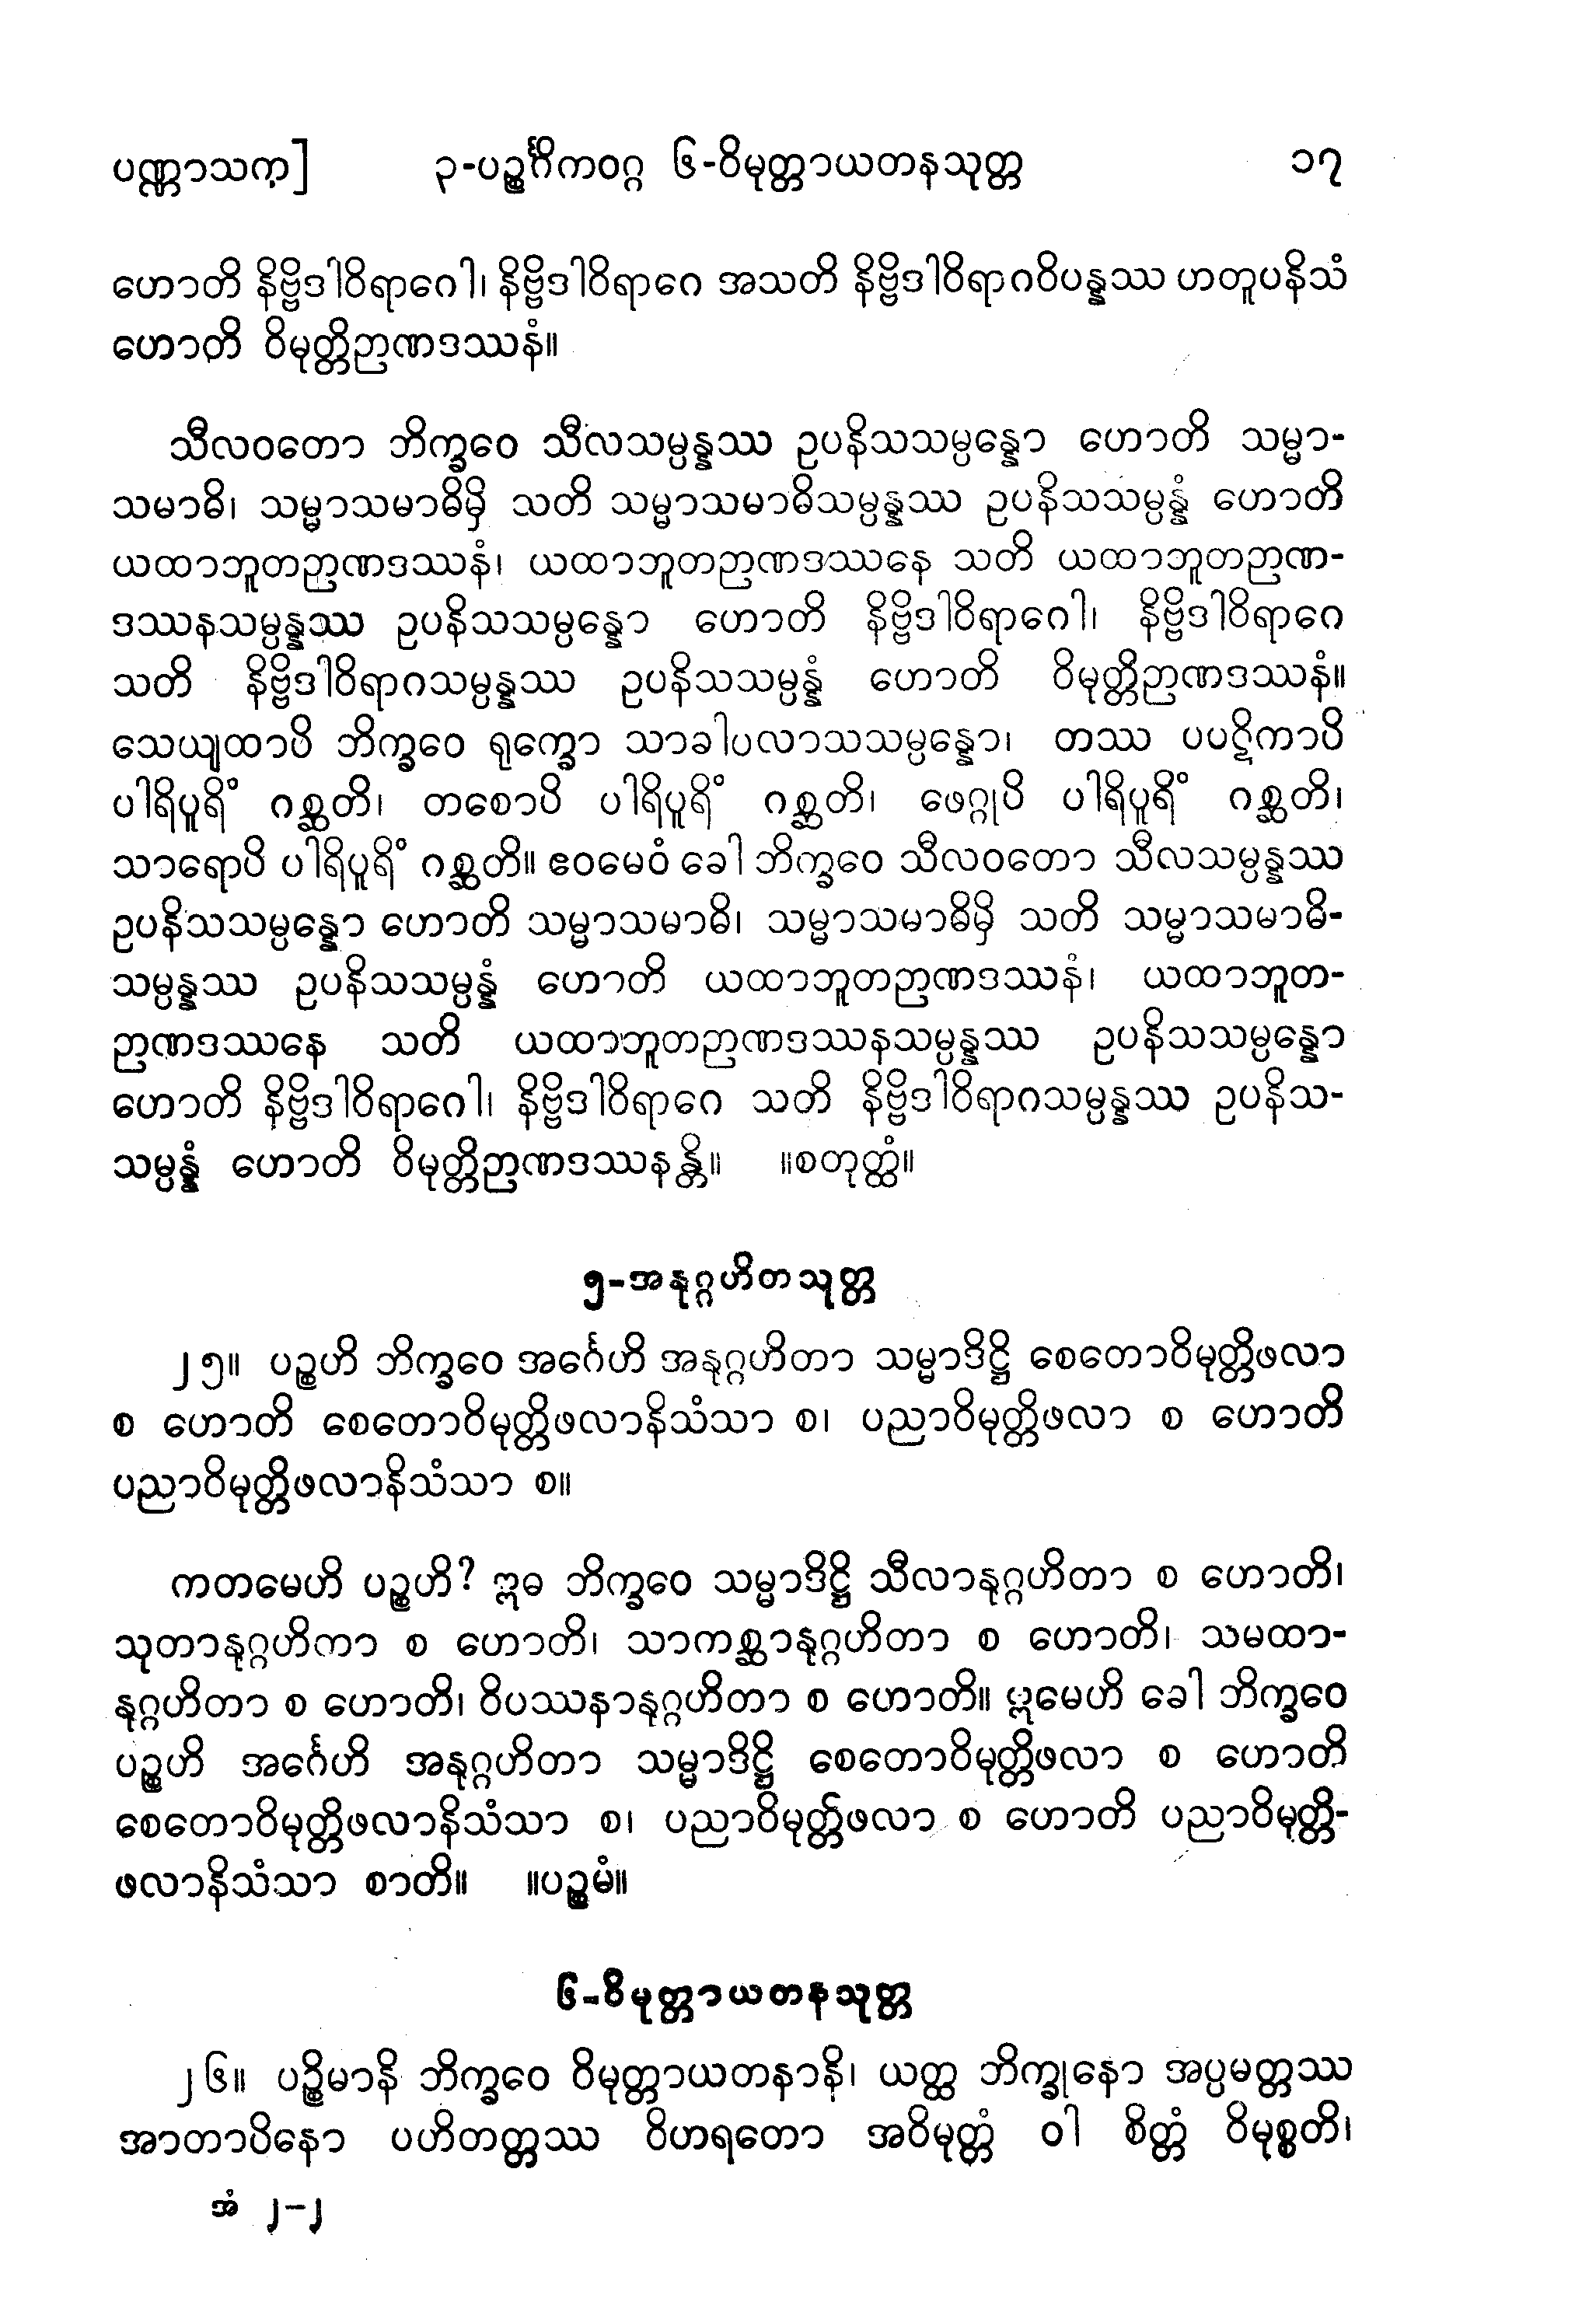 ပဏ္ဏာသက] ၃-ပဉ္စင်္ဂိကဝဂ္ဂ ၆-ဝိမုတ္တာယတနသုတ္တ ၁၇
ဟောတိ နိဗ္ဗိဒါဝိရာဂေါ၊ နိဗ္ဗိဒါဝိရာဂေ အသတိ နိဗ္ဗိဒါဝိရာဂဝိပန္နဿ ဟတူပနိသံ
ဟောတိ ဝိမုတ္တိဉာဏဒဿနံ။
သီလဝတော ဘိက္ခဝေ သီလသမ္ပန္နဿ ဥပနိသသမ္ပန္နော ဟောတိ သမ္မာ-
သမာဓိ၊ သမ္မာသမာဓိမှိ သတိ သမ္မာသမာဓိသမ္ပန္နဿ ဥပနိသသမ္ပန္နံ ဟောတိ
ယထာဘူတဉာဏဒဿနံ၊ ယထာဘူတဉာဏဒဿနေ သတိ ယထာဘူတဉာဏ-
ဒဿနသမ္ပန္နဿ ဥပနိသသမ္ပန္နော ဟောတိ နိဗ္ဗိဒါဝိရာဂေါ၊ နိဗ္ဗိဒါဝိရာဂေ
သတိ နိဗ္ဗိဒါဝိရာဂသမ္ပန္နဿ ဥပနိသသမ္ပန္နံ ဟောတိ ဝိမုတ္တိဉာဏဒဿနံ။
သေယျထာပိ ဘိက္ခဝေ ရုက္ခော သာခါပလာသသမ္ပန္နော၊ တဿ ပပဋိကာပိ
ပါရိပူရိံ ဂစ္ဆတိ၊ တစောပိ ပါရိပူရိံ ဂစ္ဆတိ၊ ဖေဂ္ဂုပိ ပါရိပူရိံ ဂစ္ဆတိ၊
သာရောပိ ပါရိပူရိံ ဂစ္ဆတိ။ ဧဝမေဝံ ခေါ ဘိက္ခဝေ သီလဝတော သီလသမ္ပန္နဿ
ဥပနိသသမ္ပန္နော ဟောတိ သမ္မာသမာဓိ၊ သမ္မာသမာဓိမှိ သတိ သမ္မာသမာဓိ-
သမ္ပန္နဿ ဥပနိသသမ္ပန္နံ ဟောတိ ယထာဘူတဉာဏဒဿနံ၊ ယထာဘူတ-
ဉာဏဒဿနေ သတိ ယထာဘူတဉာဏဒဿနသမ္ပန္နဿ ဥပနိသသမ္ပန္နော
ဟောတိ နိဗ္ဗိဒါဝိရာဂေါ၊ နိဗ္ဗိဒါဝိရာဂေ သတိ နိဗ္ဗိဒါဝိရာဂသမ္ပန္နဿ ဥပနိသ-
သမ္ပန္နံ ဟောတိ ဝိမုတ္တိဉာဏဒဿနန္တိ။ ။စတုတ္ထံ။
၅-အနုဂ္ဂဟိတသုတ္တ
၂၅။ ပဉ္စဟိ ဘိက္ခဝေ အင်္ဂေဟိ အနုဂ္ဂဟိတာ သမ္မာဒိဋ္ဌိ စေတောဝိမုတ္တိဖလာ
စ ဟောတိ စေတောဝိမုတ္တိဖလာနိသံသာ စ၊ ပညာဝိမုတ္တိဖလာ စ ဟောတိ
ပညာဝိမုတ္တိဖလာနိသံသာ စ။
ကတမေဟိ ပဉ္စဟိ? ဣဓ ဘိက္ခဝေ သမ္မာဒိဋ္ဌိ သီလာနုဂ္ဂဟိတာ စ ဟောတိ၊
သုတာနုဂ္ဂဟိကာ စ ဟောတိ၊ သာကစ္ဆာနုဂ္ဂဟိတာ စ ဟောတိ၊ သမထာ-
နုဂ္ဂဟိတာ စ ဟောတိ၊ ဝိပဿနာနုဂ္ဂဟိတာ စ ဟောတိ။ ဣမေဟိ ခေါ ဘိက္ခဝေ
ပဉ္စဟိ အင်္ဂေဟိ အနုဂ္ဂဟိတာ သမ္မာဒိဋ္ဌိ စေတောဝိမုတ္တိဖလာ စ ဟောတိ
စေတောဝိမုတ္တိဖလာနိသံသာ စ၊ ပညာဝိမုတ္တိဖလာ စ ဟောတိ ပညာဝိမုတ္တိ-
ဖလာနိသံသာ စာတိ။ ။ပဉ္စမံ။
၆-ဝိမုတ္တာယတနသုတ္တ
၂၆။ ပဉ္စိမာနိ ဘိက္ခဝေ ဝိမုတ္တာယတနာနိ၊ ယတ္ထ ဘိက္ခုနော အပ္ပမတ္တဿ
အာတာပိနော ပဟိတတ္တဿ ဝိဟရတော အဝိမုတ္တံ ဝါ စိတ္တံ ဝိမုစ္စတိ၊
အံ ၂-၂